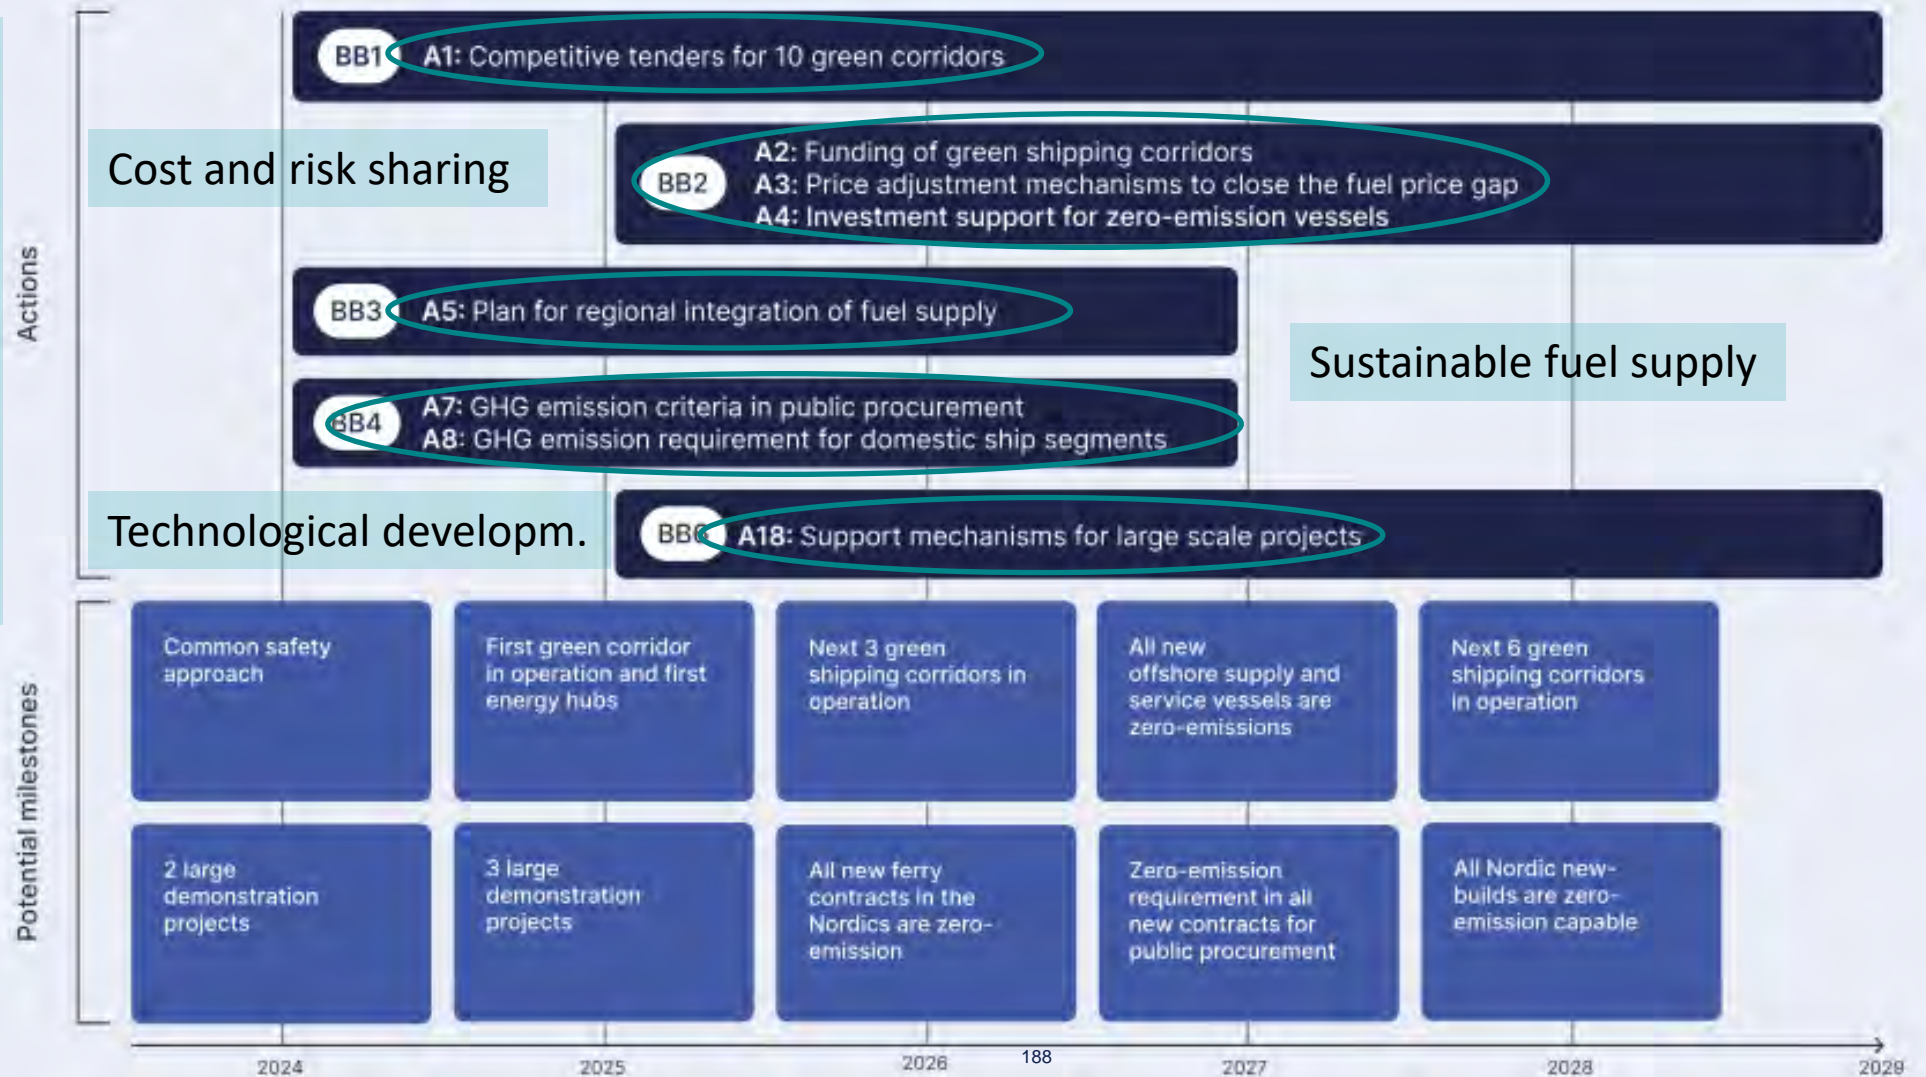 Actions
BB1
A1: Competitive tenders for 10 green corridors
Cost and risk sharing
BB2
A2: Funding of green shipping corridors
A3: Price adjustment mechanisms to close the fuel price gap
A4: Investment support for zero-emission vessels
BB3
A5: Plan for regional integration of fuel supply
Sustainable fuel supply
BB4
A7: GHG emission criteria in public procurement
A8: GHG emission requirement for domestic ship segments
Technological developm.
A18: Support mechanisms for large scale projects
Potential milestones
Common safety
approach
First green corridor
in operation and first
energy hubs
Next 3 green
shipping corridors in
operation
All new
offshore supply and
service vessels are
zero-emissions
Next 6 green
shipping corridors
in operation
2 large
demonstration
projects
3 large
demonstration
projects
All new ferry
contracts in the
Nordics are zero-
emission
Zero-emission
requirement in all
new contracts for
public procurement
All Nordic new-
builds are zero-
emission capable
2024
2025
2026
188
2027
2028
2029